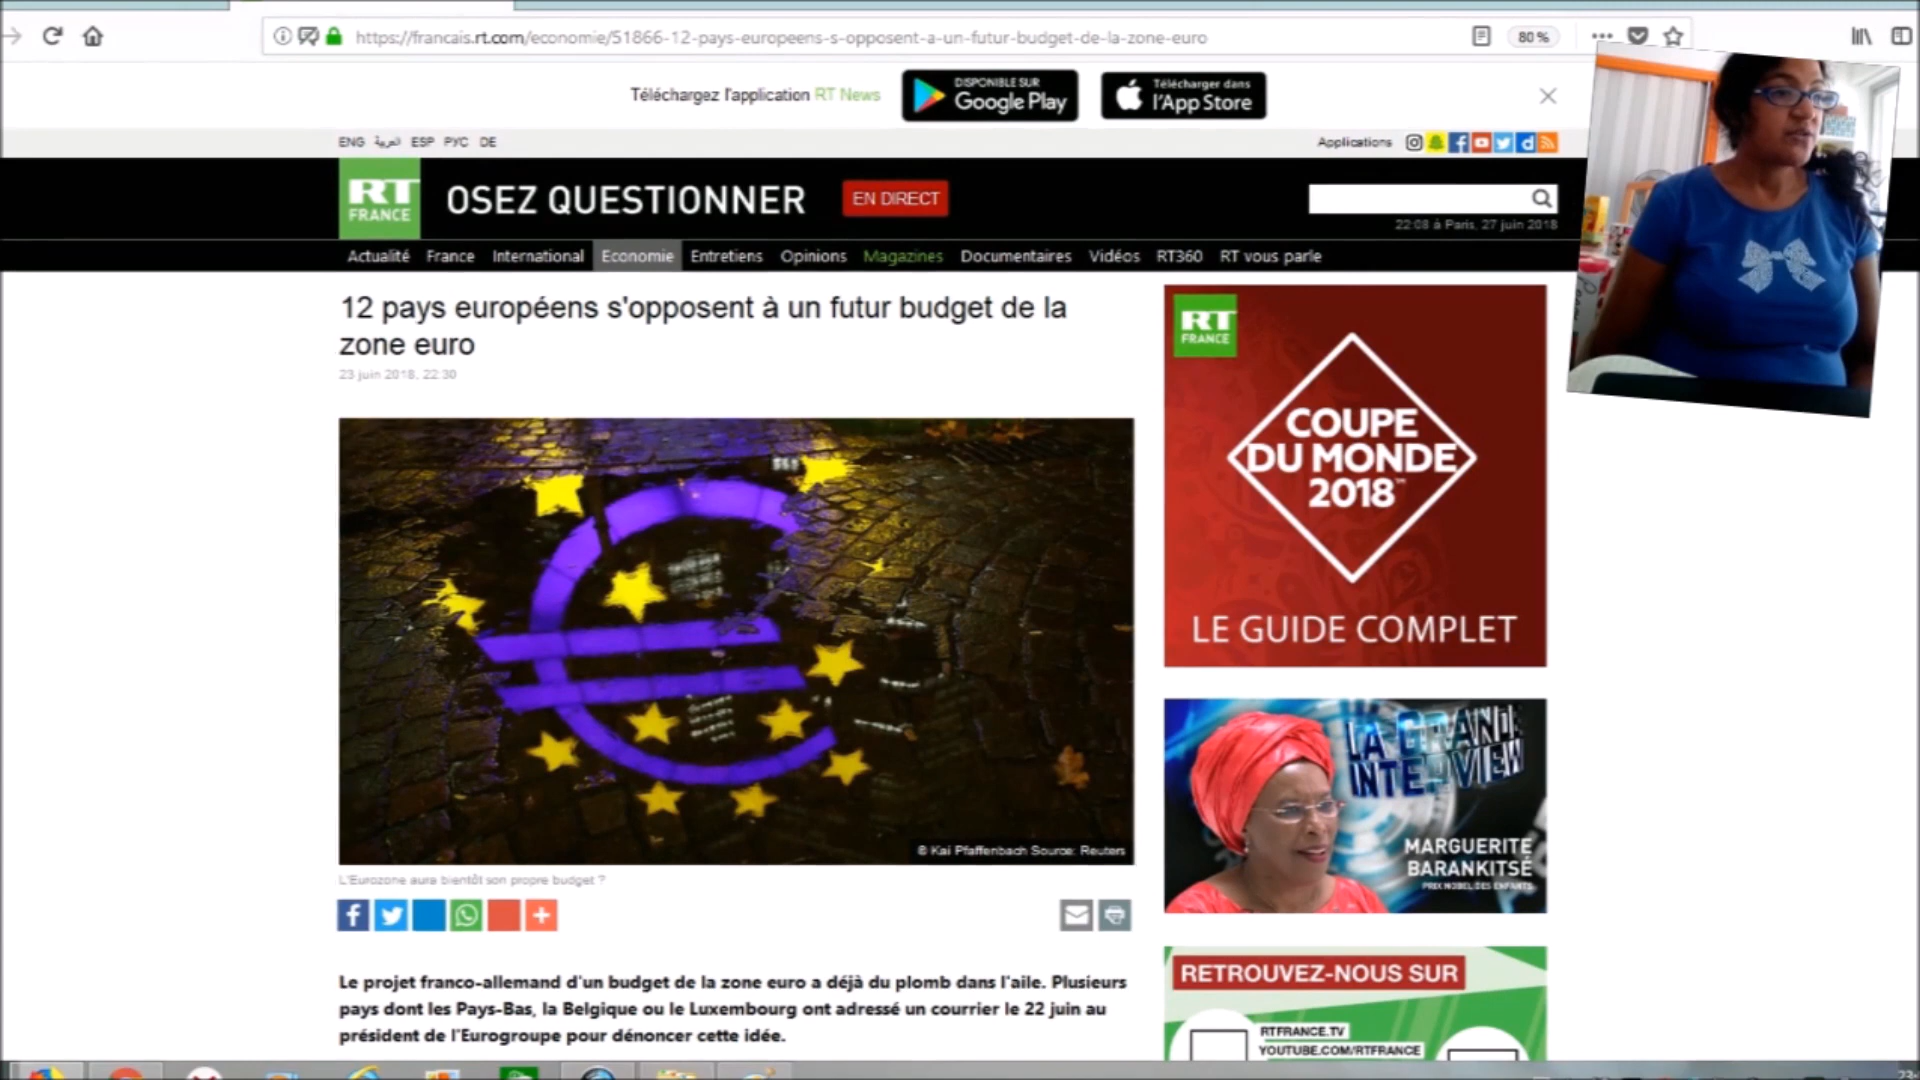 https://francais.rt.com/economie/51866-12-pays-europeens-s-opposent-a-un-futur-budget-de-la-zone-euro
80 %
Téléchargez l'application RT News
DISPONIBLE SUR
Google Play
Télécharger dans
l'App Store
ENG العربية ESP РУС DE
Applications
RT
FRANCE
OSEZ QUESTIONNER
EN DIRECT
22:08 à Paris, 27 juin 2018
Actualité France International Economie Entretiens Opinions Magazines Documentaires Vidéos RT360 RT vous parle
12 pays européens s'opposent à un futur budget de la
zone euro
23 juin 2018, 22:30
© Kai Pfaffenbach Source: Reuters
L'Eurozone aura bientôt son propre budget ?
Le projet franco-allemand d'un budget de la zone euro a déjà du plomb dans l'aile. Plusieurs
pays dont les Pays-Bas, la Belgique ou le Luxembourg ont adressé un courrier le 22 juin au
président de l'Eurogroupe pour dénoncer cette idée.
RT
FRANCE
COUPE
DU MONDE
2018™
LE GUIDE COMPLET
LA GRANDE
INTERVIEW
MARGUERITE
BARANKITSÉ
PRIX NOBEL DES ENFANTS
RETROUVEZ-NOUS SUR
RTFRANCE.TV
YOUTUBE.COM/RTFRANCE